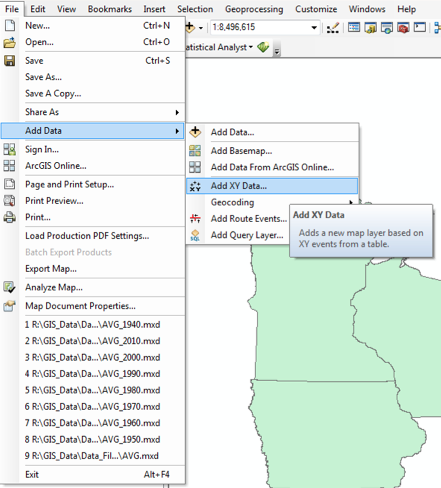 File Edit View Bookmarks Insert Selection Geoprocessing Customize Windows Help
New... Ctrl+N
Open... Ctrl+O
1:8,496,615
Save Ctrl+S
tatistical Analyst
Save As...
Save A Copy...
Share As
Add Data
Sign In...
ArcGIS Online...
Page and Print Setup...
Print Preview...
Print...
Load Production PDF Settings...
Batch Export Products
Export Map...
Analyze Map...
Map Document Properties...
1 R:\GIS_Data\Da...\AVG_1940.mxd
2 R:\GIS_Data\Da...\AVG_2010.mxd
3 R:\GIS_Data\Da...\AVG_2000.mxd
4 R:\GIS_Data\Da...\AVG_1990.mxd
5 R:\GIS_Data\Da...\AVG_1980.mxd
6 R:\GIS_Data\Da...\AVG_1970.mxd
7 R:\GIS_Data\Da...\AVG_1960.mxd
8 R:\GIS_Data\Da...\AVG_1950.mxd
9 R:\GIS_Data\Data_Fil...\AVG.mxd
Exit Alt+F4
Add Data...
Add Basemap...
Add Data From ArcGIS Online...
XY Add XY Data...
Geocoding
Add Route Events...
SQL Add Query Layer...
Add XY Data
Adds a new map layer based on
XY events from a table.